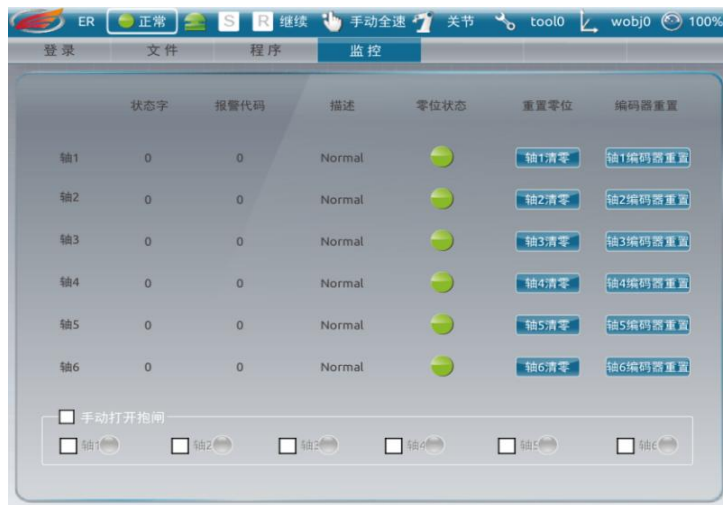 ER 正常 S R 继续 手动全速 关节 tool0 wobj0 100%
登录 文件 程序 监控
状态字 报警代码 描述 零位状态 重置零位 编码器重置
轴1 0 0 Normal 轴1清零 轴1编码器重置
轴2 0 0 Normal 轴2清零 轴2编码器重置
轴3 0 0 Normal 轴3清零 轴3编码器重置
轴4 0 0 Normal 轴4清零 轴4编码器重置
轴5 0 0 Normal 轴5清零 轴5编码器重置
轴6 0 0 Normal 轴6清零 轴6编码器重置
手动打开抱闸
轴1 轴2 轴3 轴4 轴5 轴6